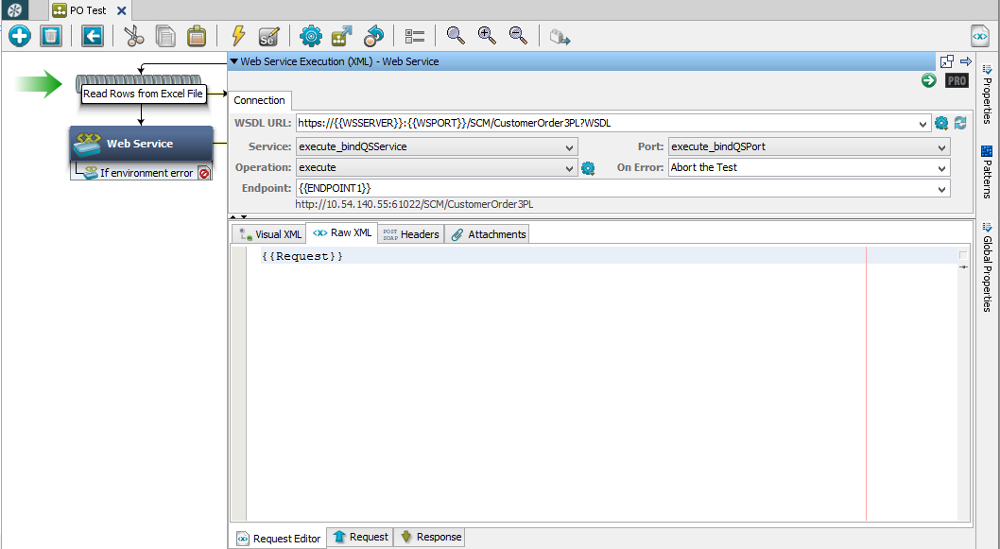 PO Test
Se
Read Rows from Excel File
Web Service
If environment error
Web Service Execution (XML) - Web Service
PRO
Connection
WSDL URL: https://{{WSSERVER}}:{{WSPORT}}/SCM/CustomerOrder3PL?WSDL
Service: execute_bindQSService Port: execute_bindQSPort
Operation: execute On Error: Abort the Test
Endpoint: {{ENDPOINT1}}
http://10.54.140.55:61022/SCM/CustomerOrder3PL
Visual XML Raw XML POST SOAP Headers Attachments
{{Request}}
Request Editor Request Response
Properties
Patterns
Global Properties